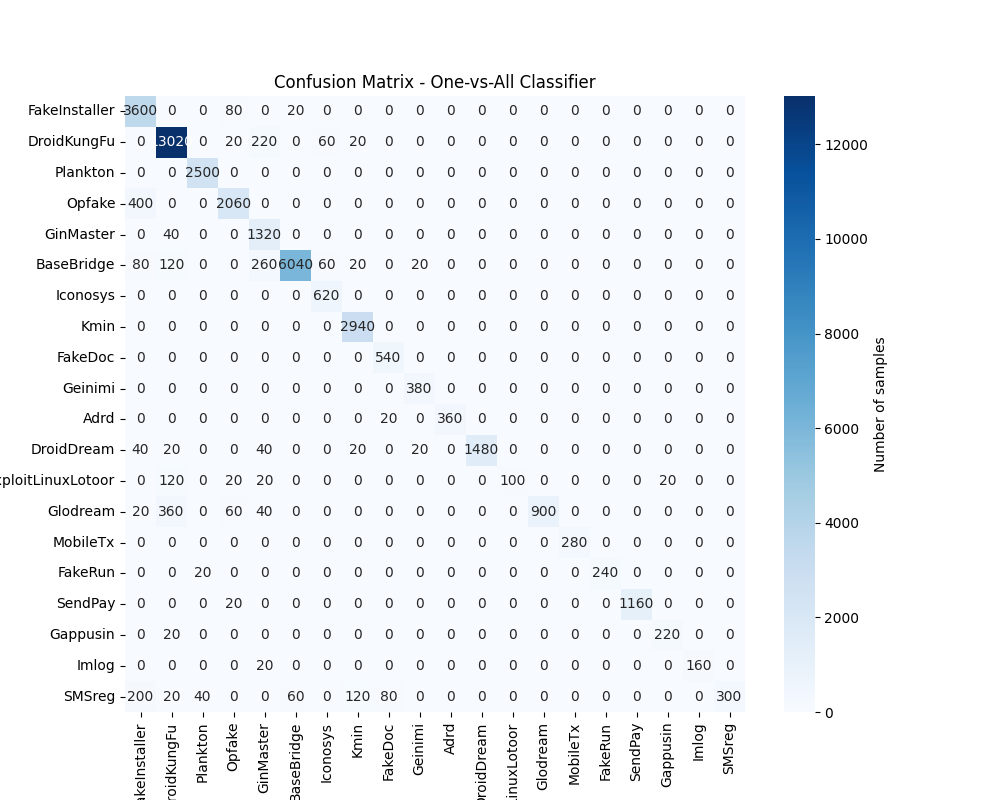 Confusion Matrix - One-vs-All Classifier
FakeInstaller 3600 0 0 80 0 20 0 0 0 0 0 0 0 0 0 0 0 0 0 0
DroidKungFu 0 13020 0 20 220 0 60 20 0 0 0 0 0 0 0 0 0 0 0 0
Plankton 0 0 2500 0 0 0 0 0 0 0 0 0 0 0 0 0 0 0 0 0
Opfake 400 0 0 2060 0 0 0 0 0 0 0 0 0 0 0 0 0 0 0 0
GinMaster 0 40 0 0 1320 0 0 0 0 0 0 0 0 0 0 0 0 0 0 0
BaseBridge 80 120 0 0 260 6040 60 20 0 20 0 0 0 0 0 0 0 0 0 0
Iconosys 0 0 0 0 0 0 620 0 0 0 0 0 0 0 0 0 0 0 0 0
Kmin 0 0 0 0 0 0 0 2940 0 0 0 0 0 0 0 0 0 0 0 0
FakeDoc 0 0 0 0 0 0 0 0 540 0 0 0 0 0 0 0 0 0 0 0
Geinimi 0 0 0 0 0 0 0 0 0 380 0 0 0 0 0 0 0 0 0 0
Adrd 0 0 0 0 0 0 0 0 20 0 360 0 0 0 0 0 0 0 0 0
DroidDream 40 20 0 0 40 0 0 20 0 20 0 1480 0 0 0 0 0 0 0 0
xploitLinuxLotoor 0 120 0 20 20 0 0 0 0 0 0 0 100 0 0 0 0 20 0 0
Glodream 20 360 0 60 40 0 0 0 0 0 0 0 0 900 0 0 0 0 0 0
MobileTx 0 0 0 0 0 0 0 0 0 0 0 0 0 0 280 0 0 0 0 0
FakeRun 0 0 20 0 0 0 0 0 0 0 0 0 0 0 0 240 0 0 0 0
SendPay 0 0 0 20 0 0 0 0 0 0 0 0 0 0 0 0 1160 0 0 0
Gappusin 0 20 0 0 0 0 0 0 0 0 0 0 0 0 0 0 0 220 0 0
Imlog 0 0 0 0 20 0 0 0 0 0 0 0 0 0 0 0 0 0 160 0
SMSreg 200 20 40 0 0 60 0 120 80 0 0 0 0 0 0 0 0 0 0 300
akeInstaller
roidKungFu
Plankton
Opfake
GinMaster
BaseBridge
Iconosys
Kmin
FakeDoc
Geinimi
Adrd
DroidDream
inuxLotoor
Glodream
MobileTx
FakeRun
SendPay
Gappusin
Imlog
SMSreg
12000
10000
8000
6000
4000
2000
0
Number of samples